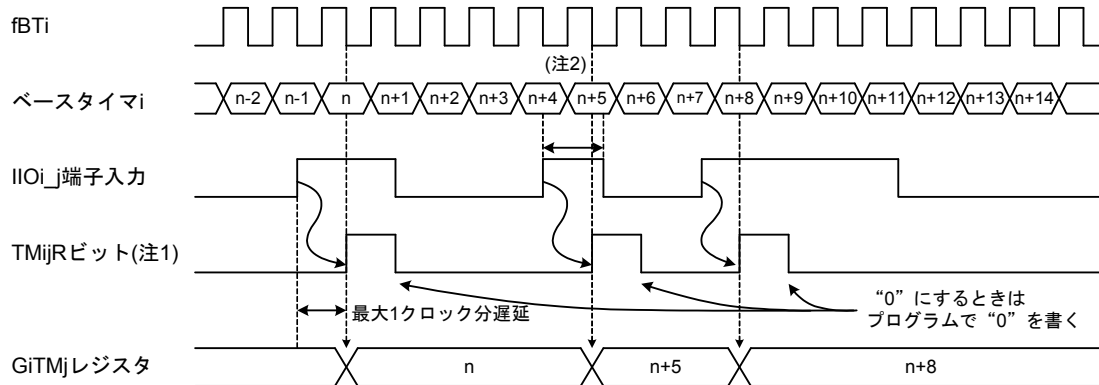 fBTi
(注2)
ベースタイマi
n-2 n-1 n n+1 n+2 n+3 n+4 n+5 n+6 n+7 n+8 n+9 n+10 n+11 n+12 n+13 n+14
IIOi_j端子入力
TMijRビット(注1)
最大1クロック分遅延
“0”にするときは
プログラムで“0”を書く
GiTMjレジスタ
n n+5 n+8